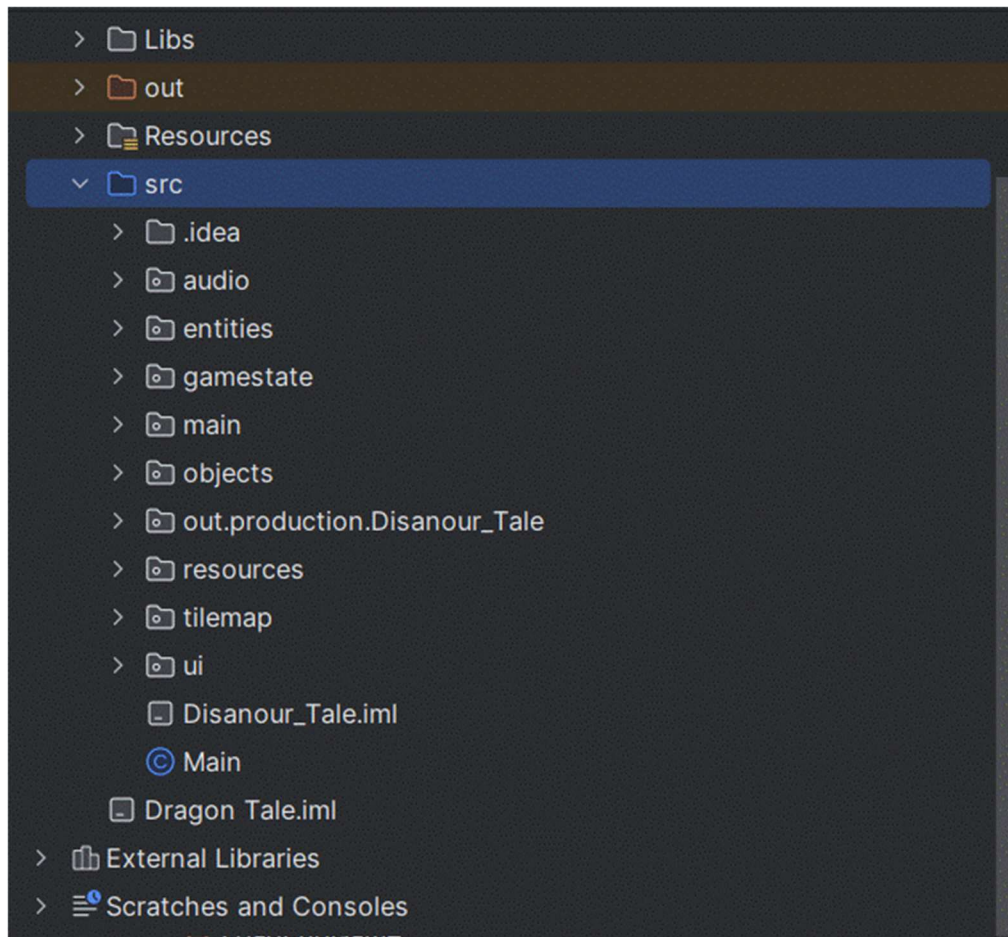 Libs
out
Resources
src
.idea
audio
entities
gamestate
main
objects
out.production.Disanour_Tale
resources
tilemap
ui
Disanour_Tale.iml
Main
Dragon Tale.iml
External Libraries
Scratches and Consoles